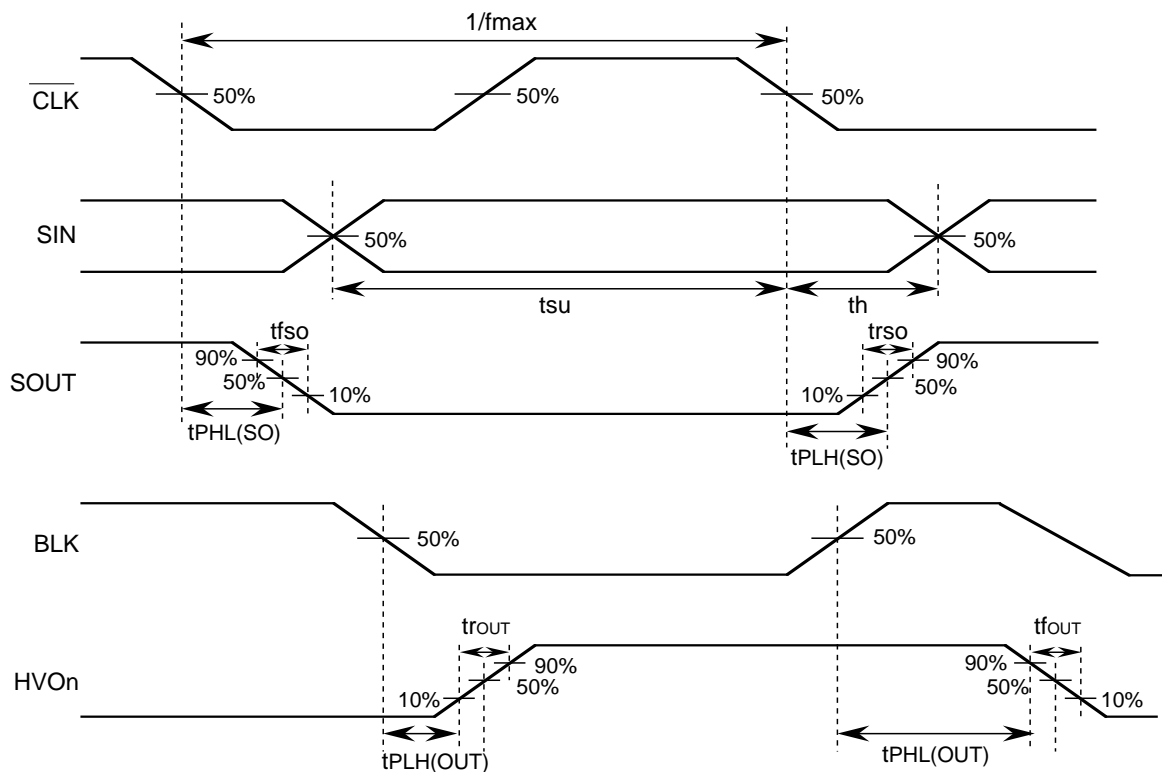 1/fmax
CLK
50%
50%
50%
SIN
50%
50%
tsu
th
tfso
trso
SOUT
90%
50%
10%
10%
50%
90%
tPHL(SO)
tPLH(SO)
BLK
50%
50%
trOUT
tfOUT
HVOn
10%
50%
90%
90%
50%
10%
tPLH(OUT)
tPHL(OUT)